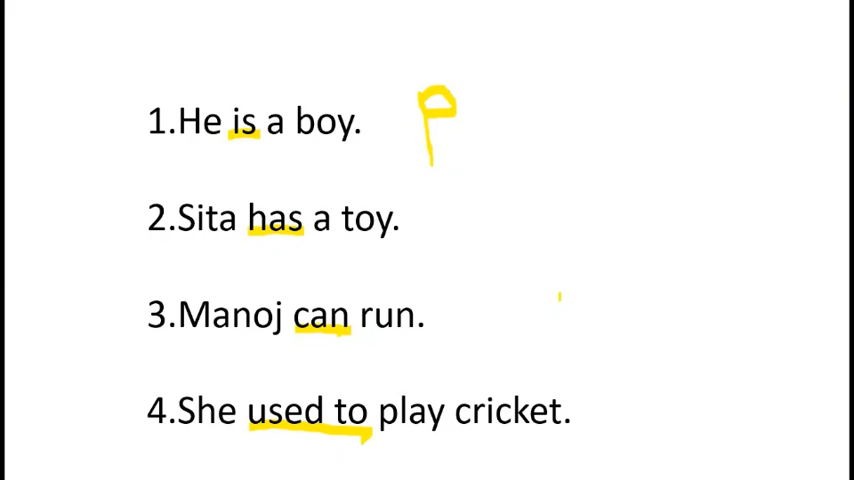 1.He is a boy. P
2.Sita has a toy.
3.Manoj can run.
4.She used to play cricket.